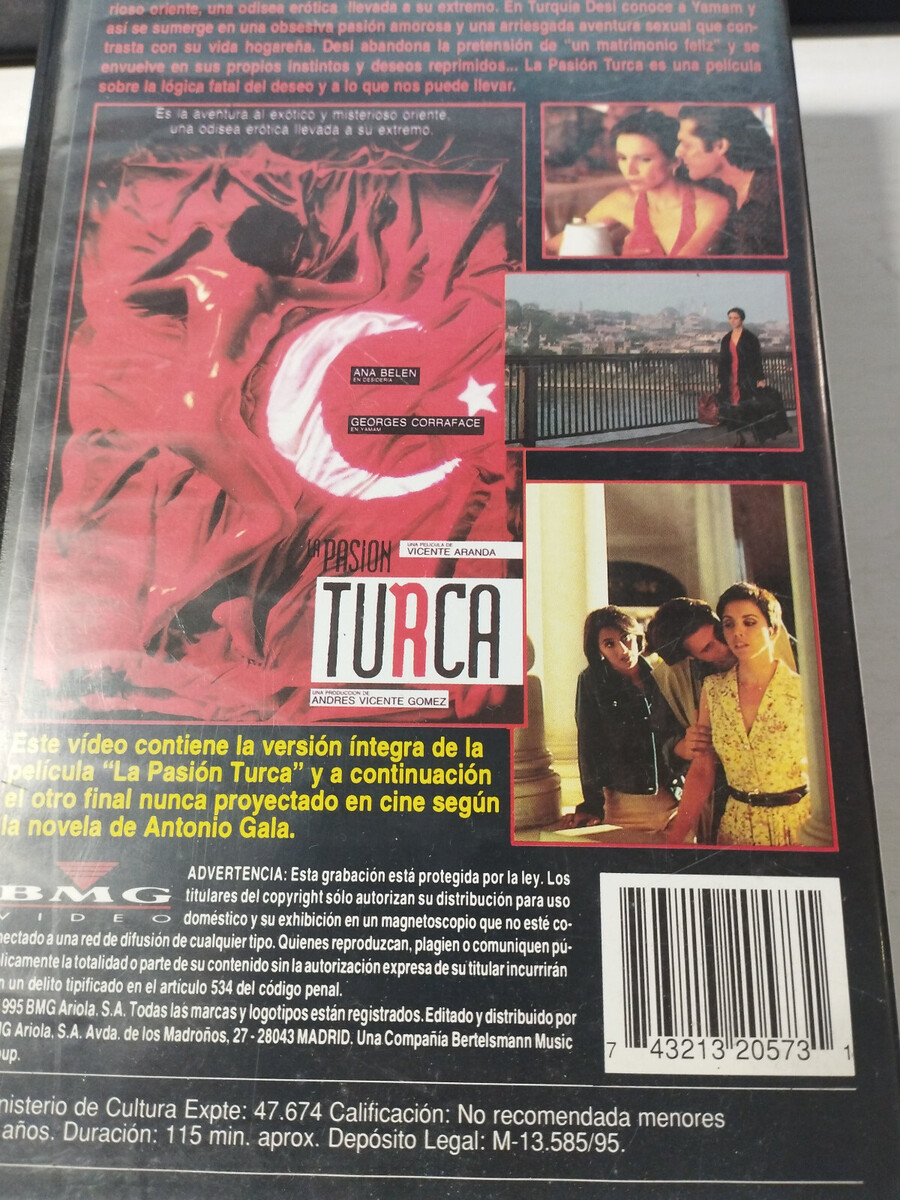 rioso oriente, una odisea erótica llevada a su extremo. En Turquía Desi conoce a Yamam y
así se sumerge en una obsesiva pasión amorosa y una arriesgada aventura sexual que con-
trasta con su vida hogareña. Desi abandona la pretensión de "un matrimonio feliz" y se
envuelve en sus propios instintos y deseos reprimidos... La Pasión Turca es una película
sobre la lógica fatal del deseo y a lo que nos puede llevar.
Es la aventura al exótico y misterioso oriente,
una odisea erótica llevada a su extremo.
ANA BELEN
EN DESIDERIA
GEORGES CORRAFACE
EN YAMAM
LA PASION
UNA PELICULA DE
VICENTE ARANDA
TURCA
UNA PRODUCCION DE
ANDRES VICENTE GOMEZ
Este vídeo contiene la versión íntegra de la
película "La Pasión Turca" y a continuación
el otro final nunca proyectado en cine según
la novela de Antonio Gala.
BMG
VIDEO
ADVERTENCIA: Esta grabación está protegida por la ley. Los
titulares del copyright sólo autorizan su distribución para uso
doméstico y su exhibición en un magnetoscopio que no esté co-
nectado a una red de difusión de cualquier tipo. Quienes reproduzcan, plagien o comuniquen pú-
licamente la totalidad o parte de su contenido sin la autorización expresa de su titular incurrirán
n un delito tipificado en el artículo 534 del código penal.
1995 BMG Ariola, S.A. Todas las marcas y logotipos están registrados. Editado y distribuido por
MG Ariola, S.A. Avda. de los Madroños, 27 - 28043 MADRID. Una Compañía Bertelsmann Music
oup.
7 43213 20573 1
nisterio de Cultura Expte: 47.674 Calificación: No recomendada menores
años. Duración: 115 min. aprox. Depósito Legal: M-13.585/95.